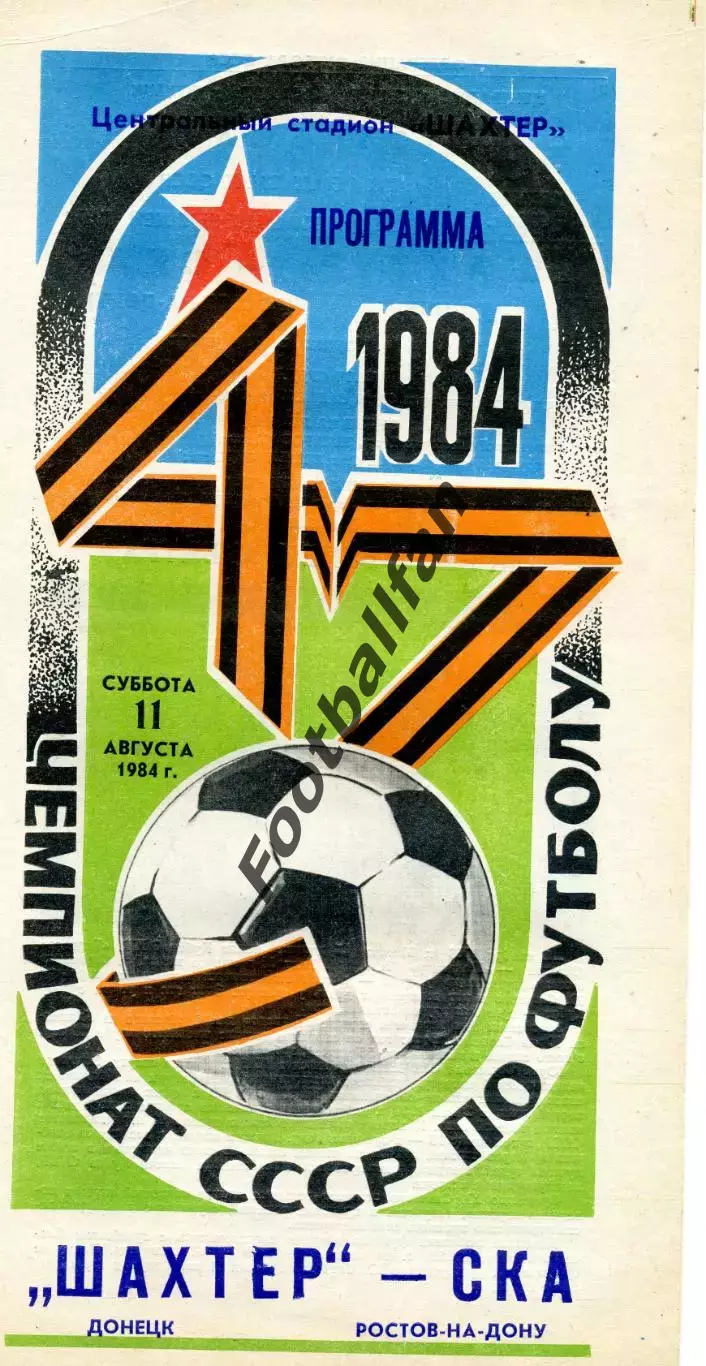 Центральный стадион „ШАХТЕР"
ПРОГРАММА
1984
47
СУББОТА
11
АВГУСТА
1984 г.
Footballfan
ЧЕМПИОНАТ СССР ПО ФУТБОЛУ
„ШАХТЕР" — СКА
ДОНЕЦК РОСТОВ-НА-ДОНУ